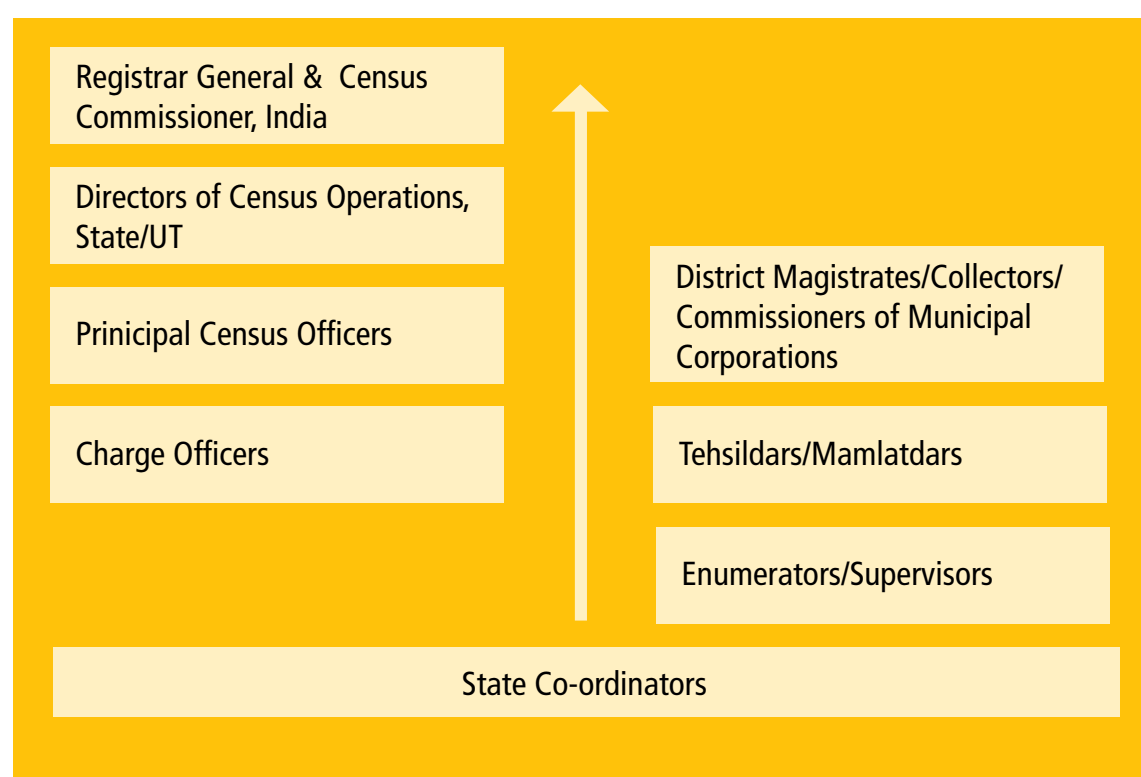 Registrar General & Census
Commissioner, India
Directors of Census Operations,
State/UT
Prinicipal Census Officers
Charge Officers
District Magistrates/Collectors/
Commissioners of Municipal
Corporations
Tehsildars/Mamlatdars
Enumerators/Supervisors
State Co-ordinators